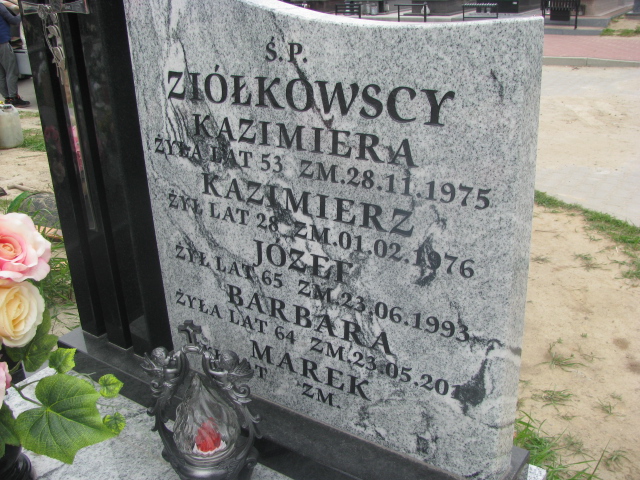 Ś.P.
ZIÓŁKOWSCY
KAZIMIERA
ŻYŁA LAT 53 ZM.28.11.1975
KAZIMIERZ
ŻYŁ LAT 28 ZM.01.02.1976
JÓZEF
ŻYŁ LAT 65 ZM.23.06.1993
BARBARA
ŻYŁA LAT 64 ZM.23.05.20
MAREK
ZM.